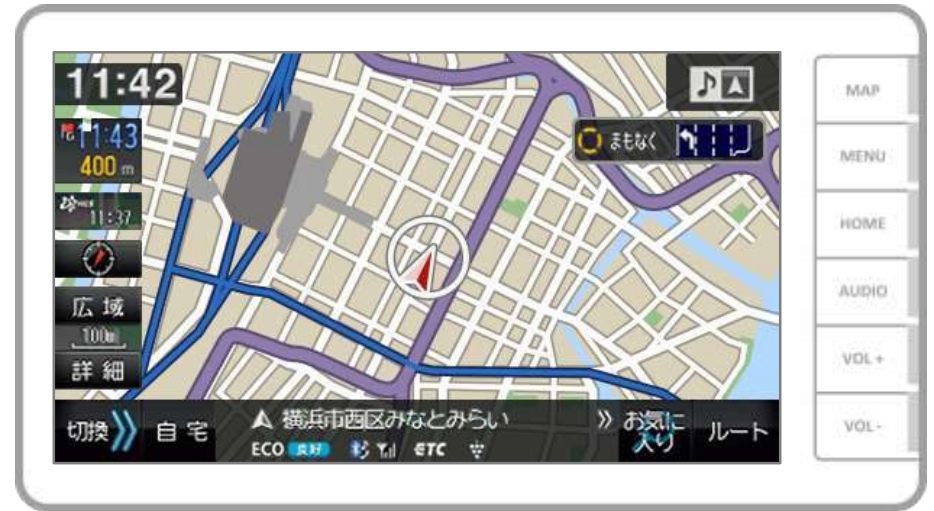 11:42
11:43
400 m
VICS
11:37
広域
100m
詳細
まもなく
切換
自宅
横浜市西区みなとみらい
お気に
入り
ルート
ECO 良好 ETC
MAP
MENU
HOME
AUDIO
VOL +
VOL -